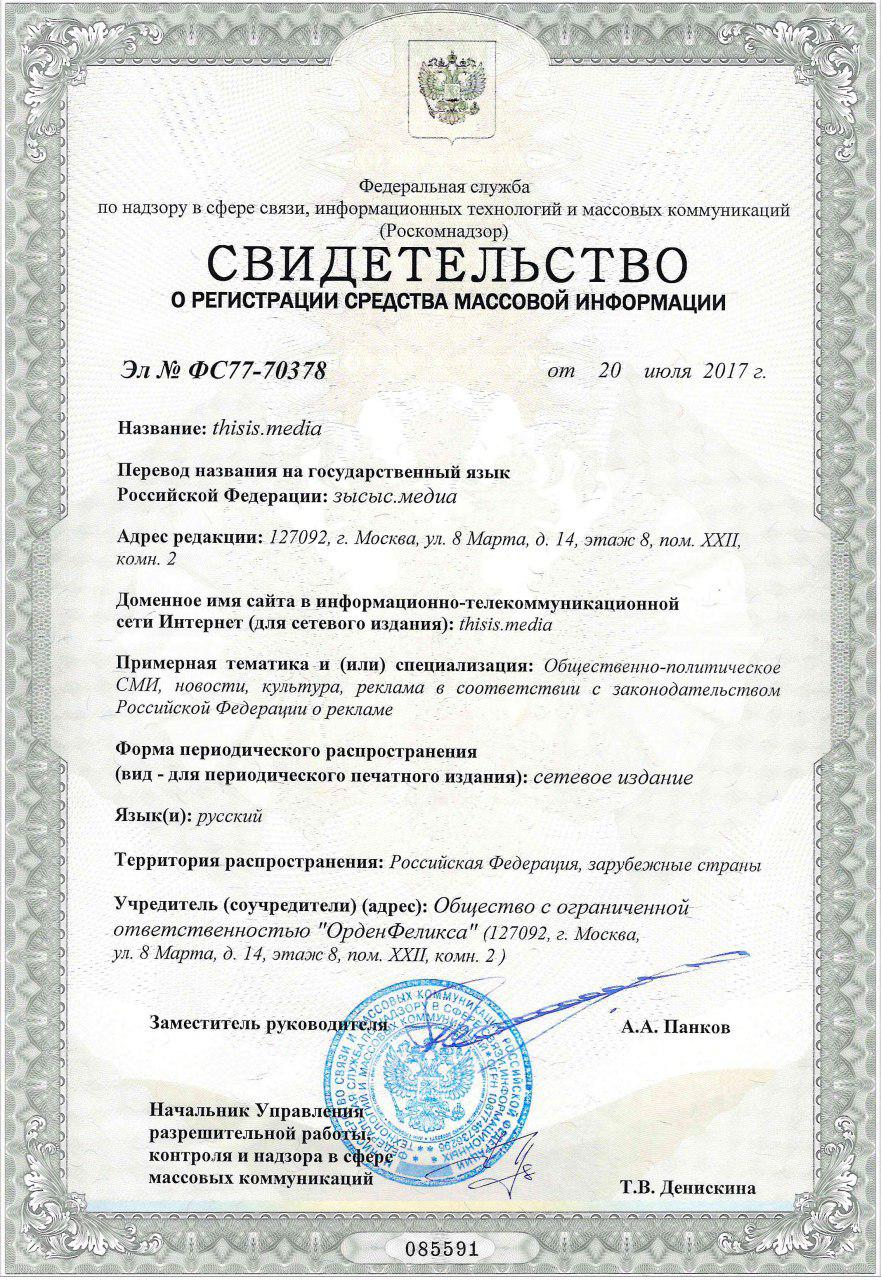 Федеральная служба
по надзору в сфере связи, информационных технологий и массовых коммуникаций
(Роскомнадзор)
СВИДЕТЕЛЬСТВО
О РЕГИСТРАЦИИ СРЕДСТВА МАССОВОЙ ИНФОРМАЦИИ
Эл № ФС77-70378 от 20 июля 2017 г.
Название: thisis.media
Перевод названия на государственный язык
Российской Федерации: зысыс.медиа
Адрес редакции: 127092, г. Москва, ул. 8 Марта, д. 14, этаж 8, пом. XXII,
комн. 2
Доменное имя сайта в информационно-телекоммуникационной
сети Интернет (для сетевого издания): thisis.media
Примерная тематика и (или) специализация: Общественно-политическое
СМИ, новости, культура, реклама в соответствии с законодательством
Российской Федерации о рекламе
Форма периодического распространения
(вид - для периодического печатного издания): сетевое издание
Язык(и): русский
Территория распространения: Российская Федерация, зарубежные страны
Учредитель (соучредители) (адрес): Общество с ограниченной
ответственностью "ОрденФеликса" (127092, г. Москва,
ул. 8 Марта, д. 14, этаж 8, пом. XXII, комн. 2 )
Заместитель руководителя А.А. Панков
Начальник Управления
разрешительной работы,
контроля и надзора в сфере
массовых коммуникаций Т.В. Денискина
085591